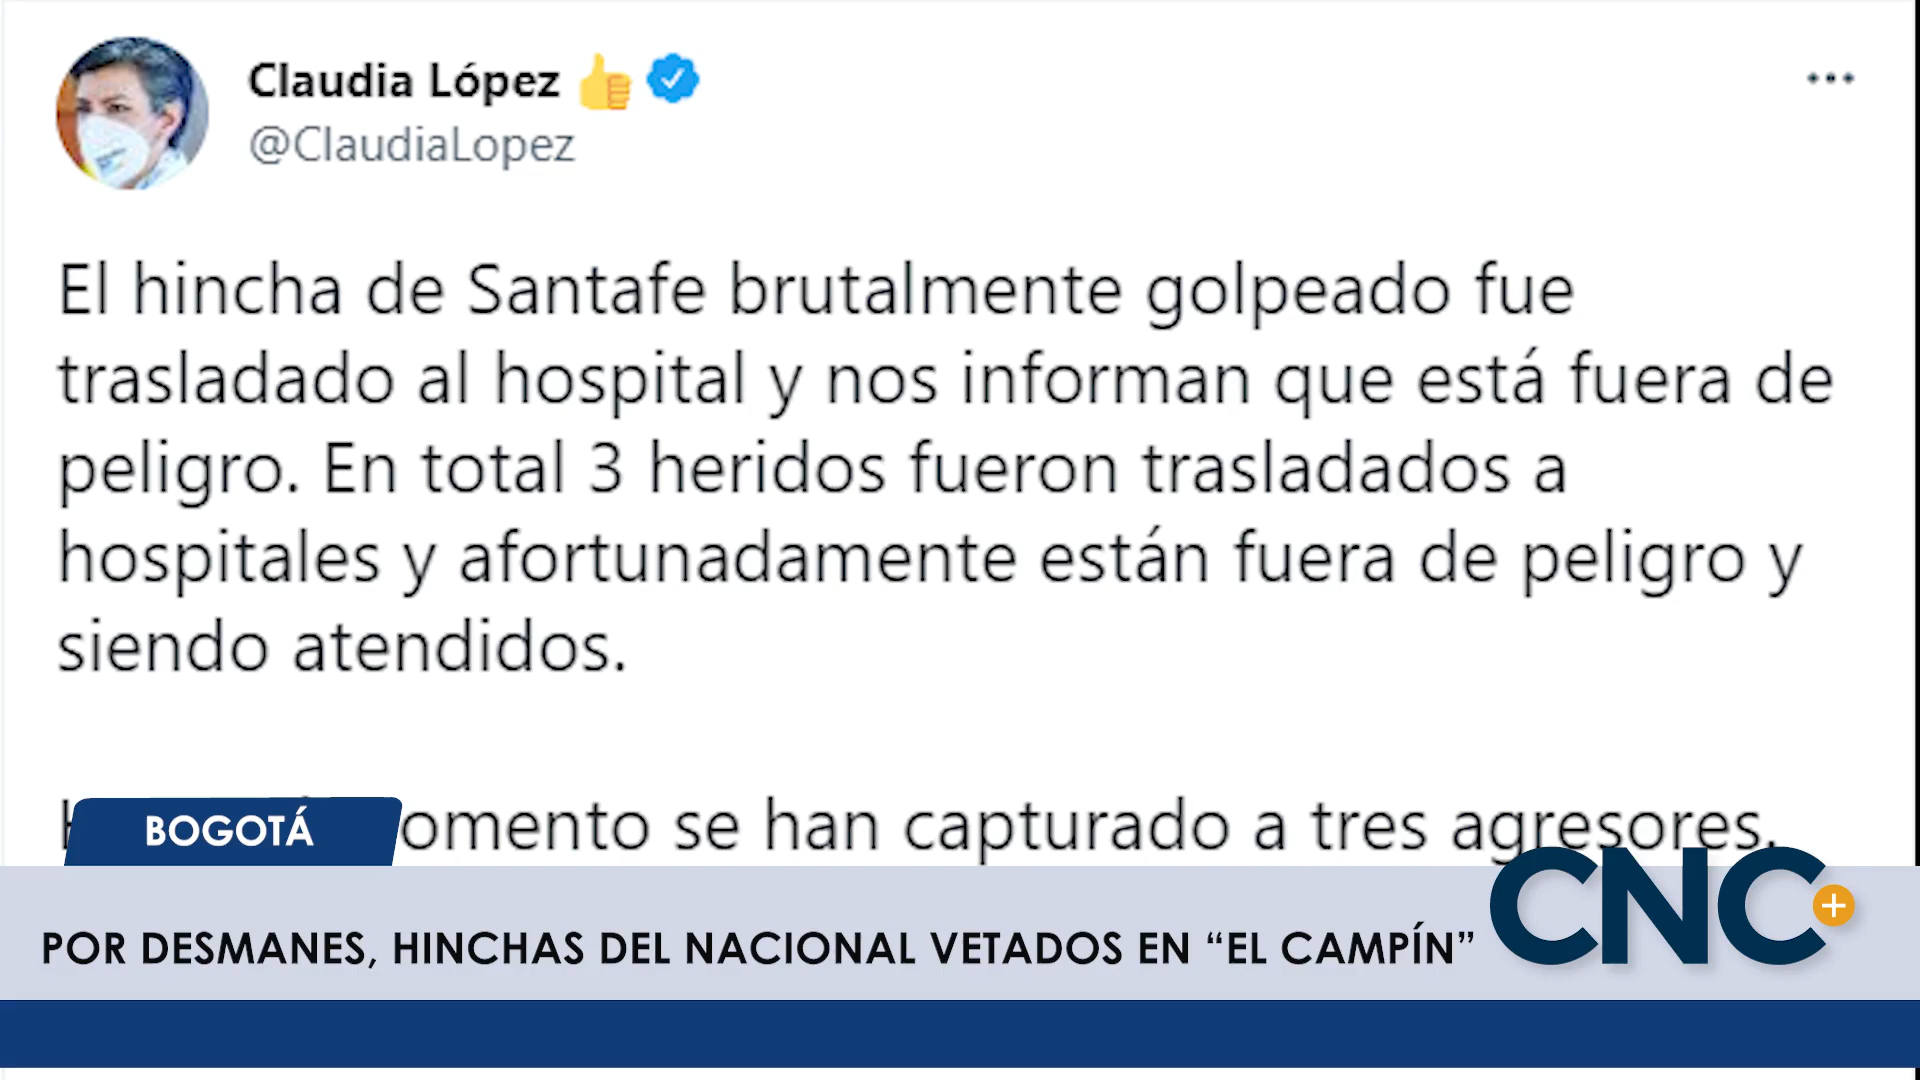 Claudia López
@ClaudiaLopez
El hincha de Santafe brutalmente golpeado fue
trasladado al hospital y nos informan que está fuera de
peligro. En total 3 heridos fueron trasladados a
hospitales y afortunadamente están fuera de peligro y
siendo atendidos.
se han capturado a tres agresores.
BOGOTÁ
POR DESMANES, HINCHAS DEL NACIONAL VETADOS EN “EL CAMPÍN”
CNC+